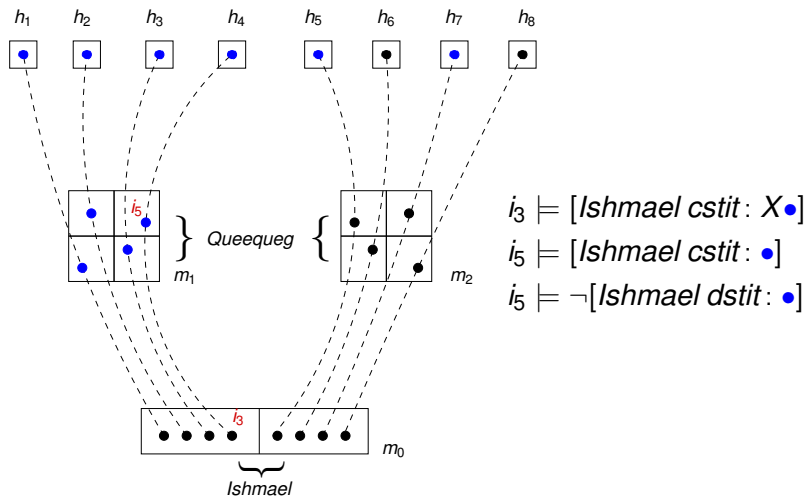 h₁ h₂ h₃ h₄ h₅ h₆ h₇ h₈
i₅
} Queequeg {
m₁ m₂
i₃ ⊨ [Ishmael cstit : X●]
i₅ ⊨ [Ishmael cstit : ●]
i₅ ⊨ ¬[Ishmael dstit : ●]
i₃
m₀
Ishmael